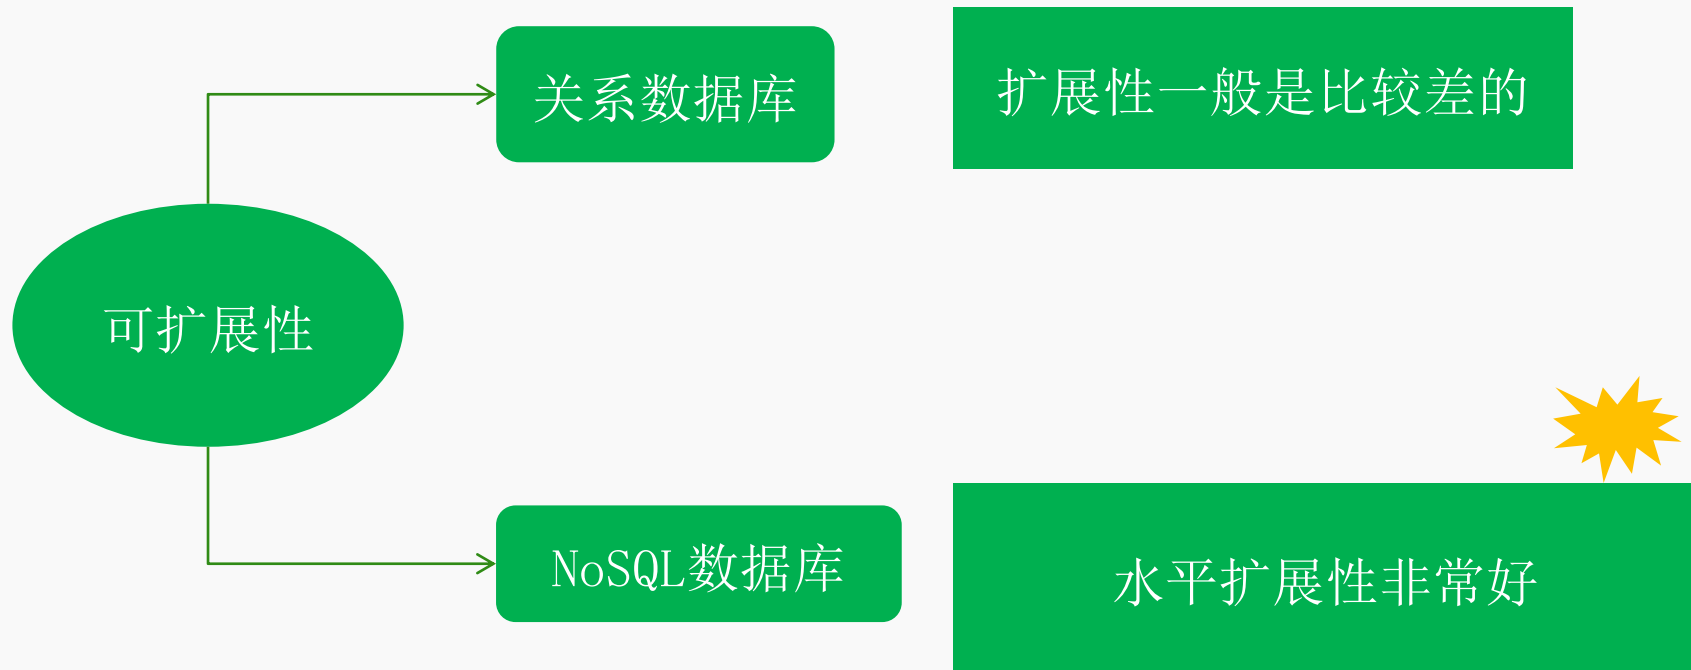 关系数据库
扩展性一般是比较差的
可扩展性
NoSQL数据库
水平扩展性非常好